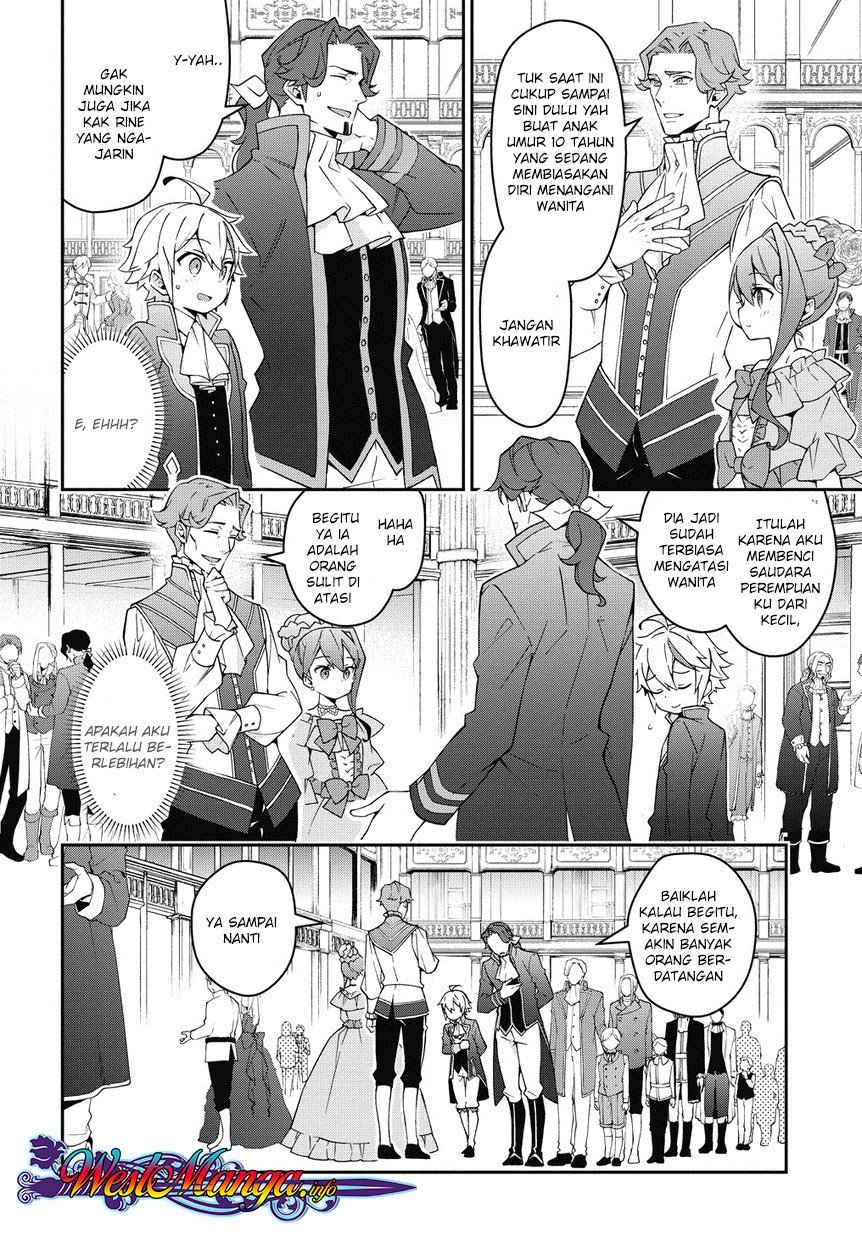 TUK SAAT INI
CUKUP SAMPAI
SINI DULU YAH
BUAT ANAK
UMUR 10 TAHUN
YANG SEDANG
MEMBIASAKAN
DIRI MENANGANI
WANITA
JANGAN
KHAWATIR
Y-YAH..
GAK
MUNGKIN
JUGA JIKA
KAK RINE
YANG NGA-
JARIN
E, EHHH?
ITULAH
KARENA AKU
MEMBENCI
SAUDARA
PEREMPUAN
KU DARI
KECIL,
DIA JADI
SUDAH
TERBIASA
MENGATASI
WANITA
HAHA
HA
BEGITU
YA IA
ADALAH
ORANG
SULIT DI
ATASI
APAKAH AKU
TERLALU BER-
LEBIHAN?
BAIKLAH
KALAU BEGITU,
KARENA SEM-
AKIN BANYAK
ORANG BER-
DATANGAN
YA SAMPAI
NANTI
WestManga.info